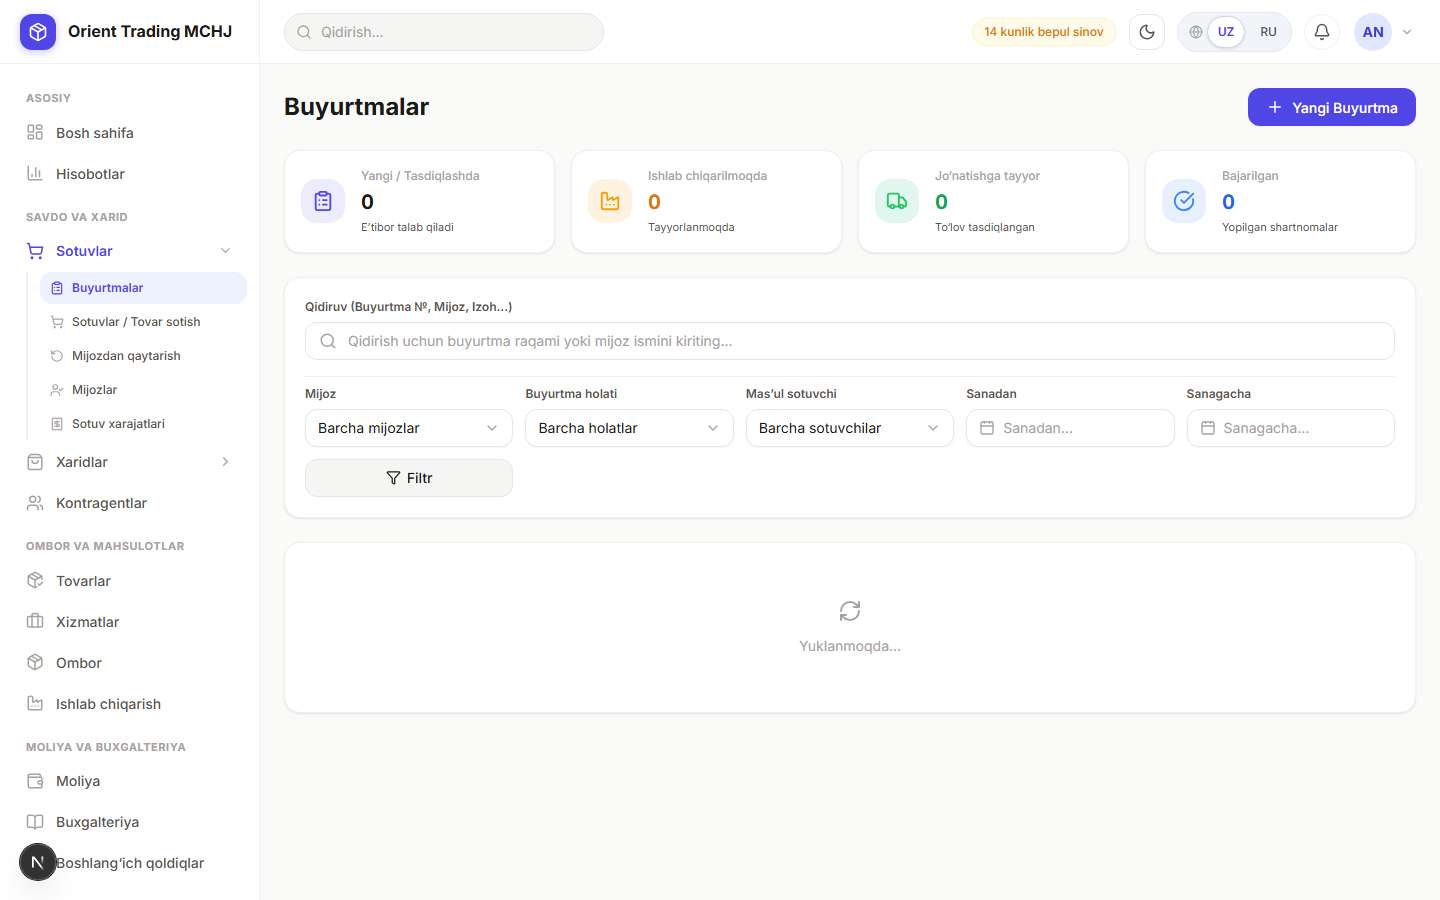 Orient Trading MCHJ
Qidirish...
14 kunlik bepul sinov
UZ
RU
AN
ASOSIY
Bosh sahifa
Hisobotlar
SAVDO VA XARID
Sotuvlar
Buyurtmalar
Sotuvlar / Tovar sotish
Mijozdan qaytarish
Mijozlar
Sotuv xarajatlari
Xaridlar
Kontragentlar
OMBOR VA MAHSULOTLAR
Tovarlar
Xizmatlar
Ombor
Ishlab chiqarish
MOLIYA VA BUXGALTERIYA
Moliya
Buxgalteriya
N
Boshlang‘ich qoldiqlar
Buyurtmalar
Yangi Buyurtma
Yangi / Tasdiqlashda
0
E’tibor talab qiladi
Ishlab chiqarilmoqda
0
Tayyorlanmoqda
Jo‘natishga tayyor
0
To‘lov tasdiqlangan
Bajarilgan
0
Yopilgan shartnomalar
Qidiruv (Buyurtma №, Mijoz, Izoh...)
Qidirish uchun buyurtma raqami yoki mijoz ismini kiriting...
Mijoz
Buyurtma holati
Mas’ul sotuvchi
Sanadan
Sanagacha
Barcha mijozlar
Barcha holatlar
Barcha sotuvchilar
Sanadan...
Sanagacha...
Filtr
Yuklanmoqda...